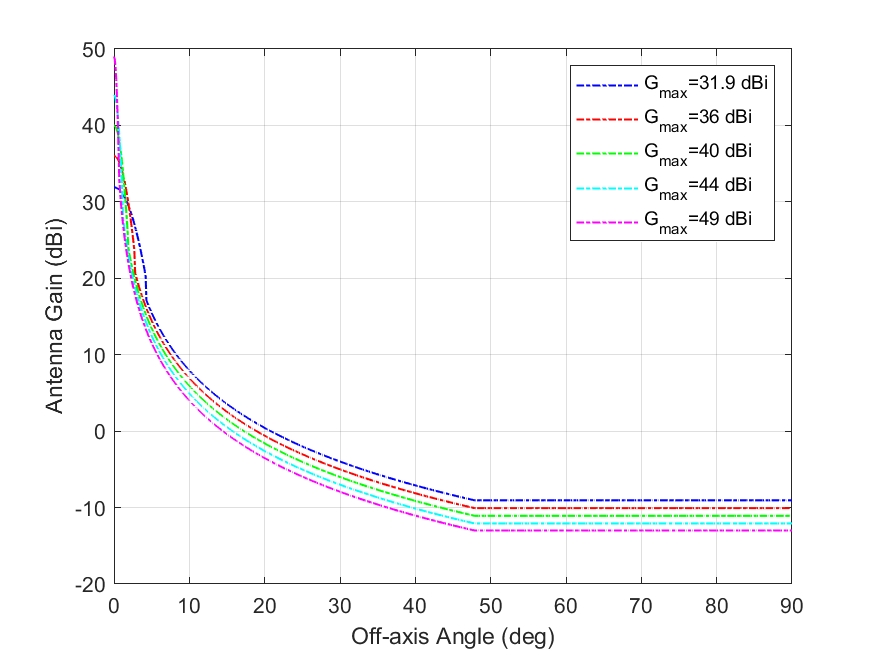 50
40
30
20
10
0
-10
-20
0 10 20 30 40 50 60 70 80 90
Antenna Gain (dBi)
Off-axis Angle (deg)
Gmax=31.9 dBi
Gmax=36 dBi
Gmax=40 dBi
Gmax=44 dBi
Gmax=49 dBi